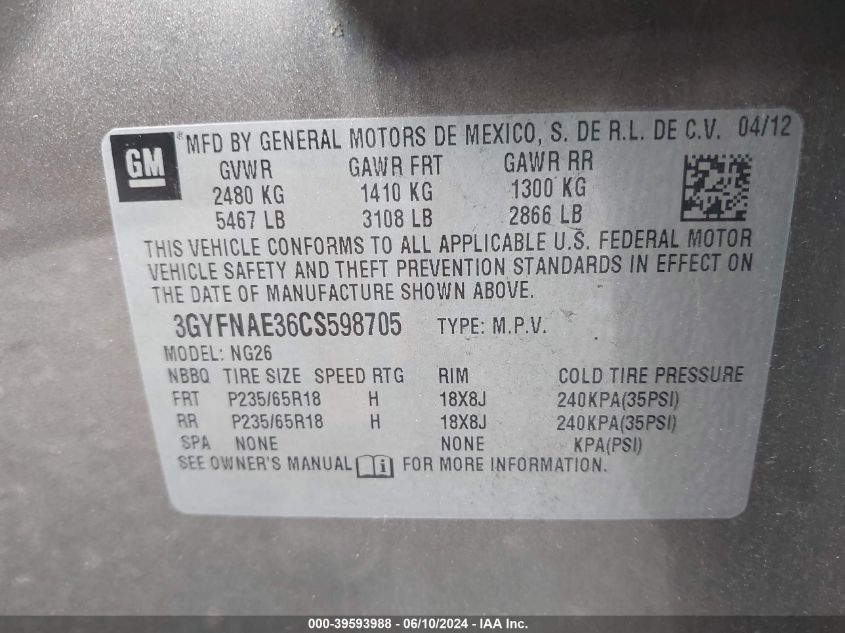 GM
MFD BY GENERAL MOTORS DE MEXICO, S. DE R.L. DE C.V. 04/12
GVWR GAWR FRT GAWR RR
2480 KG 1410 KG 1300 KG
5467 LB 3108 LB 2866 LB
THIS VEHICLE CONFORMS TO ALL APPLICABLE U.S. FEDERAL MOTOR
VEHICLE SAFETY AND THEFT PREVENTION STANDARDS IN EFFECT ON
THE DATE OF MANUFACTURE SHOWN ABOVE.
3GYFNAE36CS598705 TYPE: M.P.V.
MODEL: NG26
NBBQ TIRE SIZE SPEED RTG RIM COLD TIRE PRESSURE
FRT P235/65R18 H 18X8J 240KPA(35PSI)
RR P235/65R18 H 18X8J 240KPA(35PSI)
SPA NONE NONE KPA(PSI)
SEE OWNER'S MANUAL i FOR MORE INFORMATION.
000-39593988 - 06/10/2024 - IAA Inc.